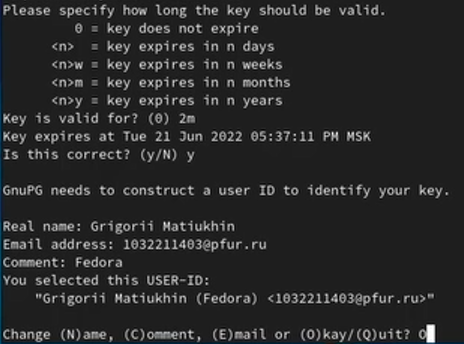 Please specify how long the key should be valid.
0 = key does not expire
<n> = key expires in n days
<n>w = key expires in n weeks
<n>m = key expires in n months
<n>y = key expires in n years
Key is valid for? (0) 2m
Key expires at Tue 21 Jun 2022 05:37:11 PM MSK
Is this correct? (y/N) y
GnuPG needs to construct a user ID to identify your key.
Real name: Grigorii Matiukhin
Email address: 1032211403@pfur.ru
Comment: Fedora
You selected this USER-ID:
"Grigorii Matiukhin (Fedora) <1032211403@pfur.ru>"
Change (N)ame, (C)omment, (E)mail or (O)kay/(Q)uit? O